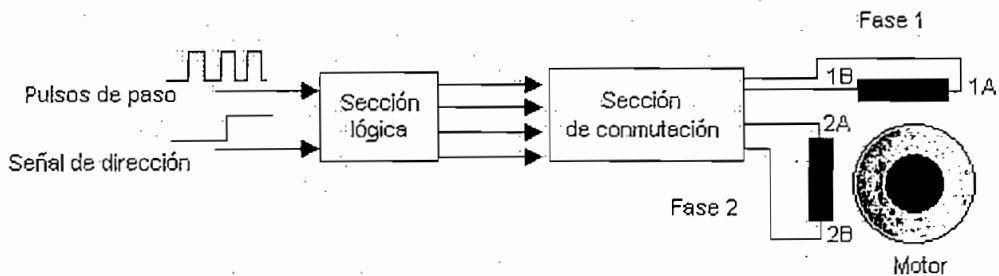 Fase 1
Pulsos de paso
Sección
lógica
Sección
de conmutación
1B
1A
2A
Señal de dirección
Fase 2
2B
Motor